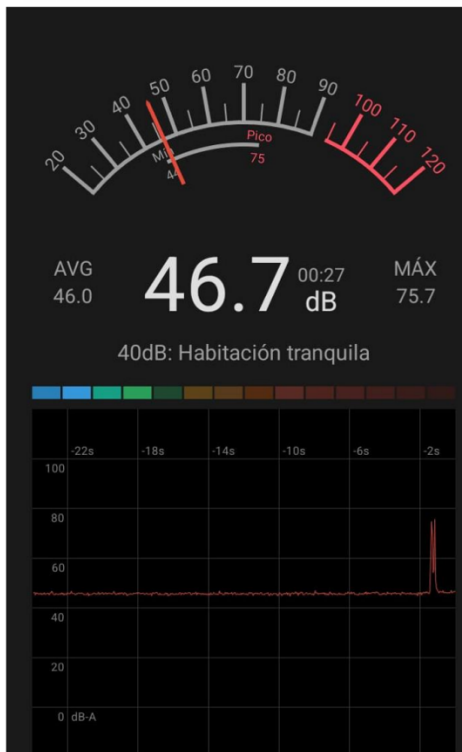 20 30 40 50 60 70 80 90 100 110 120
Min Pico
44 75
AVG 46.7 00:27 MÁX
46.0 dB 75.7
40dB: Habitación tranquila
-22s -18s -14s -10s -6s -2s
100
80
60
40
20
0 dB-A